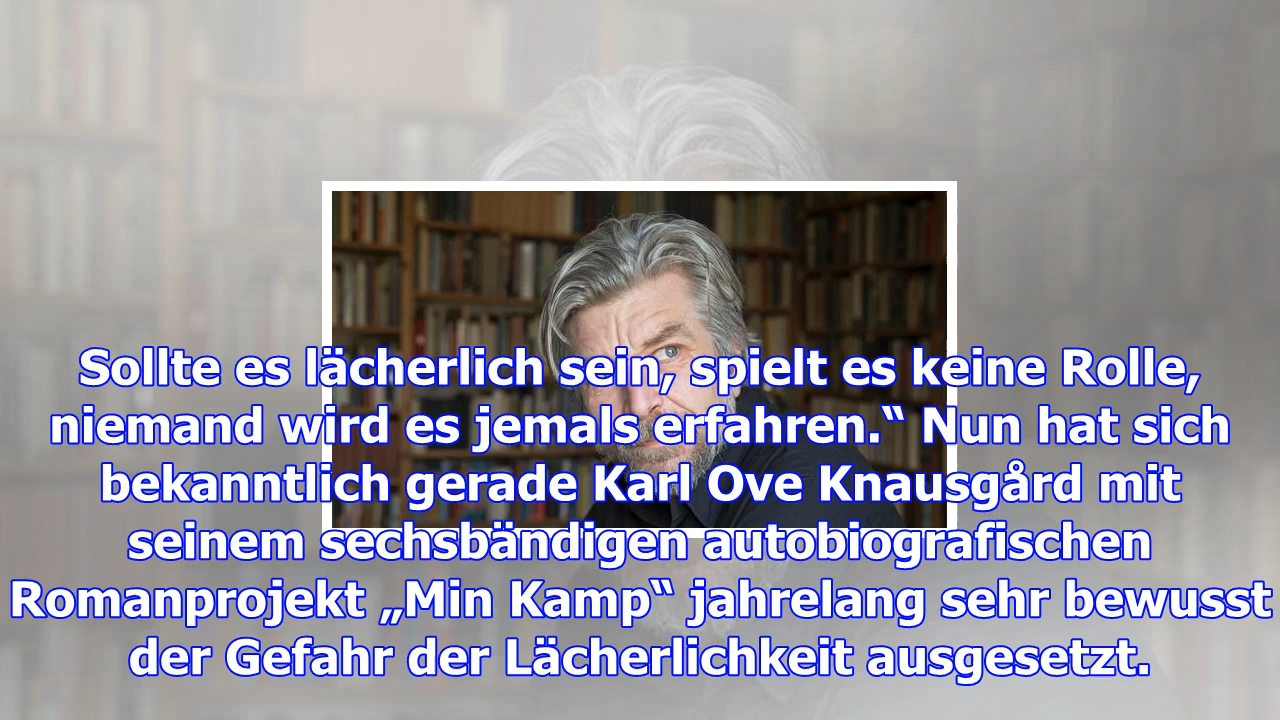 Sollte es lächerlich sein, spielt es keine Rolle,
niemand wird es jemals erfahren.“ Nun hat sich
bekanntlich gerade Karl Ove Knausgård mit
seinem sechsbändigen autobiografischen
Romanprojekt „Min Kamp“ jahrelang sehr bewusst
der Gefahr der Lächerlichkeit ausgesetzt.